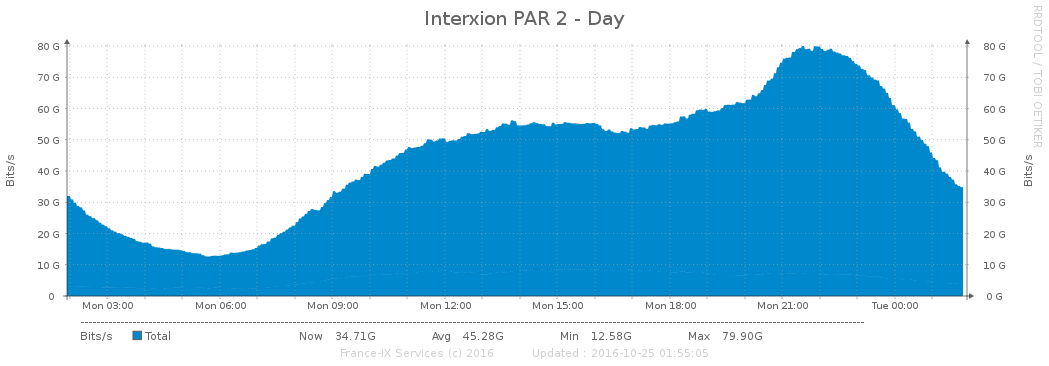 Interxion PAR 2 - Day
RRDTOOL / TOBI OETIKER
Bits/s
80 G
70 G
60 G
50 G
40 G
30 G
20 G
10 G
0
80 G
70 G
60 G
50 G
40 G
30 G
20 G
10 G
0 G
Bits/s
Mon 03:00 Mon 06:00 Mon 09:00 Mon 12:00 Mon 15:00 Mon 18:00 Mon 21:00 Tue 00:00
Bits/s Total Now 34.71G Avg 45.28G Min 12.58G Max 79.90G
France-IX Services (c) 2016 Updated : 2016-10-25 01:55:05